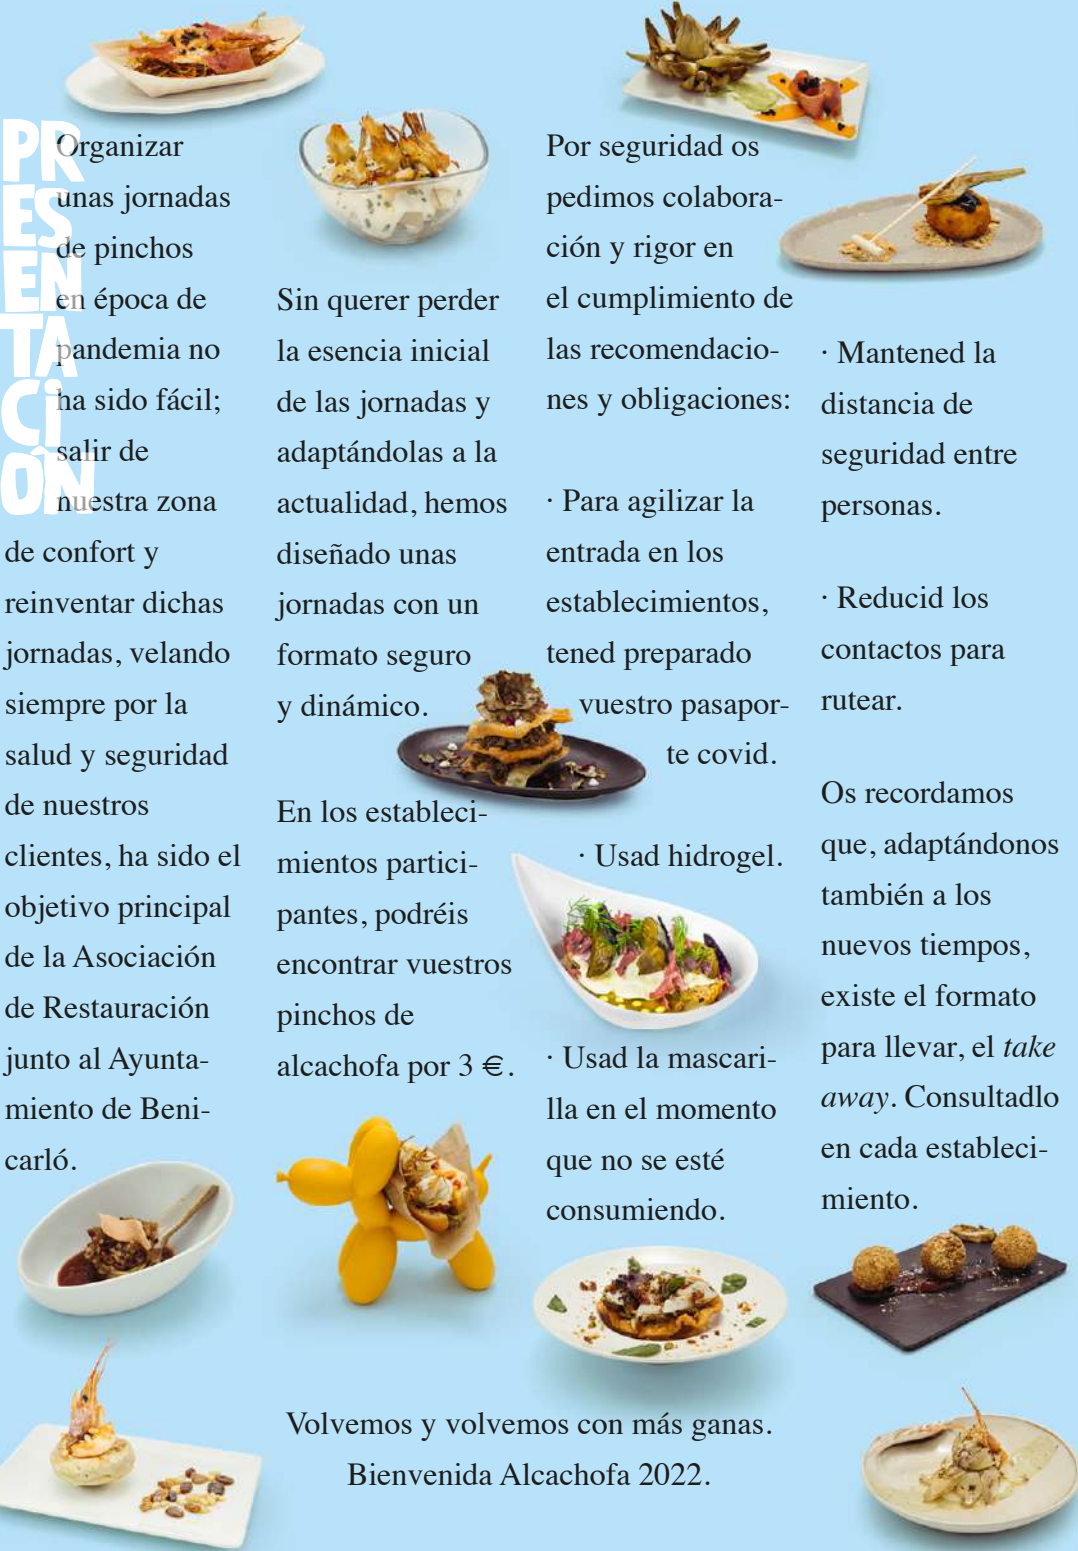 PR
ES
EN
TA
Ci
ÓN
Organizar
unas jornadas
de pinchos
en época de
pandemia no
ha sido fácil;
salir de
nuestra zona
de confort y
reinventar dichas
jornadas, velando
siempre por la
salud y seguridad
de nuestros
clientes, ha sido el
objetivo principal
de la Asociación
de Restauración
junto al Ayunta-
miento de Beni-
carló.
Sin querer perder
la esencia inicial
de las jornadas y
adaptándolas a la
actualidad, hemos
diseñado unas
jornadas con un
formato seguro
y dinámico.
En los estableci-
mientos partici-
pantes, podréis
encontrar vuestros
pinchos de
alcachofa por 3 €.
Por seguridad os
pedimos colabora-
ción y rigor en
el cumplimiento de
las recomendacio-
nes y obligaciones:
· Para agilizar la
entrada en los
establecimientos,
tened preparado
vuestro pasapor-
te covid.
· Usad hidrogel.
· Usad la mascari-
lla en el momento
que no se esté
consumiendo.
· Mantened la
distancia de
seguridad entre
personas.
· Reducid los
contactos para
rutear.
Os recordamos
que, adaptándonos
también a los
nuevos tiempos,
existe el formato
para llevar, el take
away. Consultadlo
en cada estableci-
miento.
Volvemos y volvemos con más ganas.
Bienvenida Alcachofa 2022.